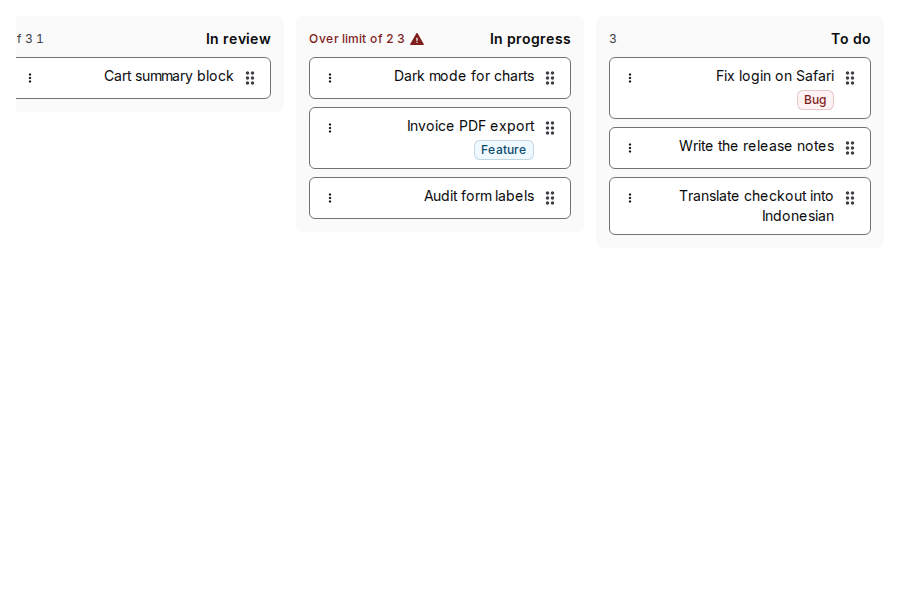 To do
3
Fix login on Safari
Bug
Write the release notes
Translate checkout into
Indonesian
In progress
Over limit of 2 3
Dark mode for charts
Invoice PDF export
Feature
Audit form labels
In review
f 3 1
Cart summary block